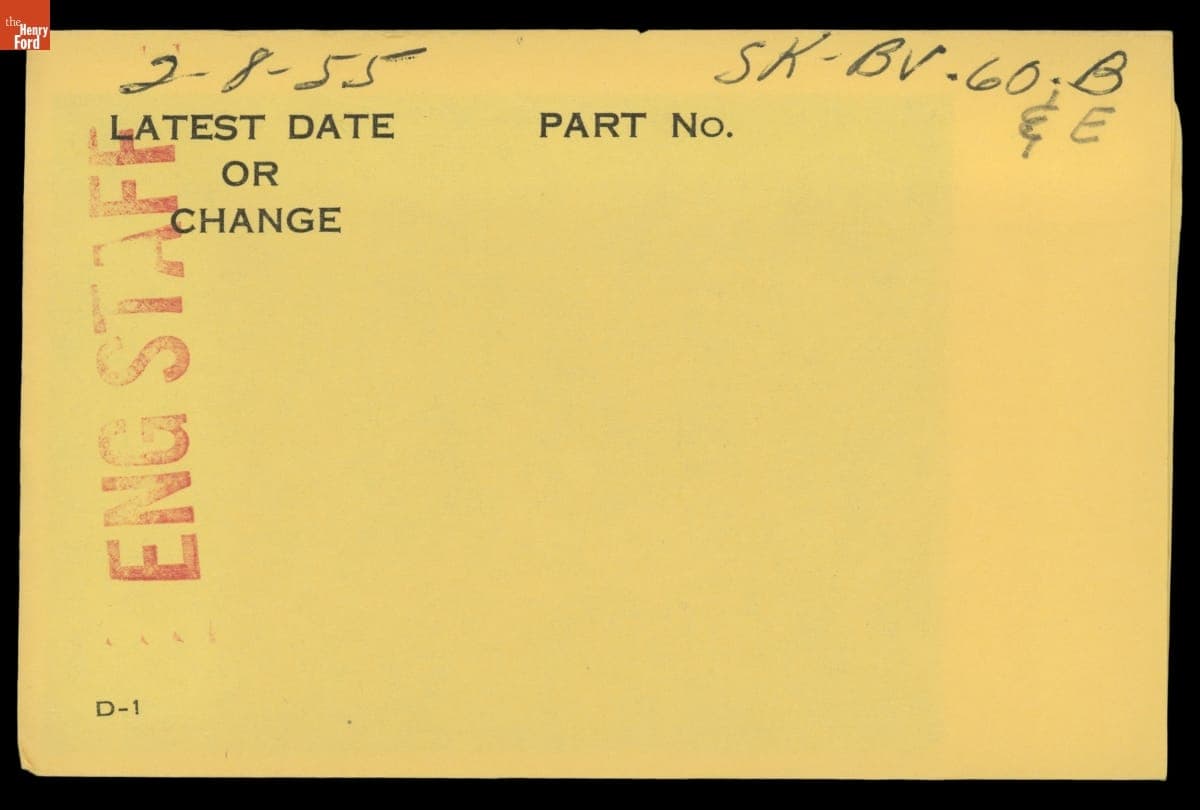 the
Henry
Ford
2-8-55 SK-BV-60-B
& E
LATEST DATE PART No.
OR
CHANGE
ENG STAFF
D-1